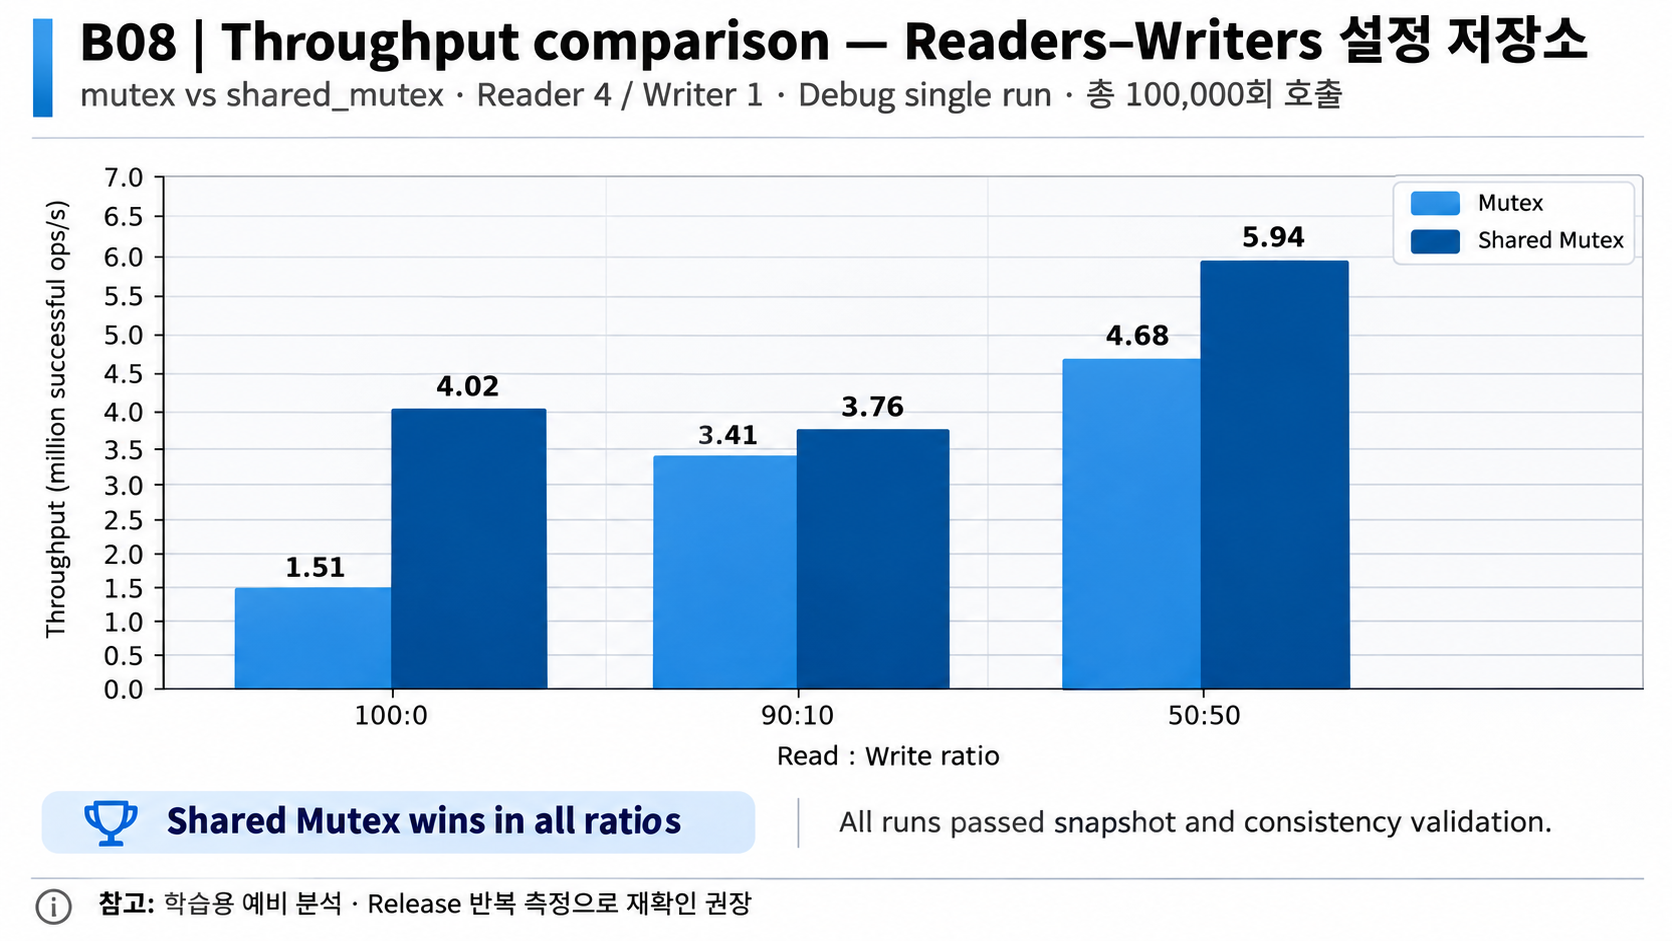 B08 | Throughput comparison — Readers–Writers 설정 저장소
mutex vs shared_mutex · Reader 4 / Writer 1 · Debug single run · 총 100,000회 호출
Throughput (million successful ops/s)
7.0
6.5
6.0
5.5
5.0
4.5
4.0
3.5
3.0
2.5
2.0
1.5
1.0
0.5
0.0
1.51
4.02
3.41
3.76
4.68
5.94
Mutex
Shared Mutex
100:0
90:10
50:50
Read : Write ratio
Shared Mutex wins in all ratios
All runs passed snapshot and consistency validation.
참고: 학습용 예비 분석 · Release 반복 측정으로 재확인 권장